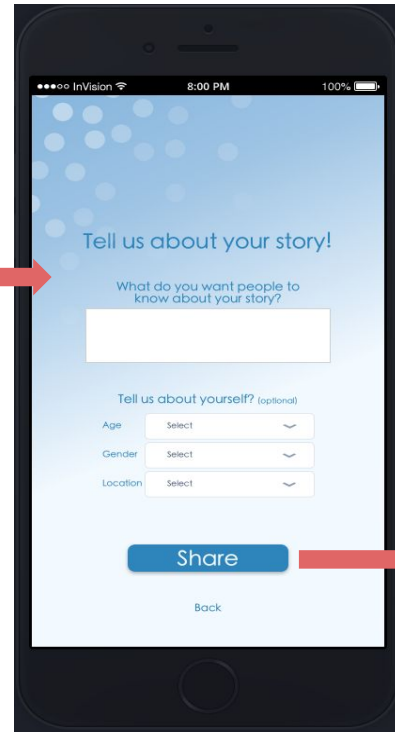 ●●●○○ InVision 8:00 PM 100%
Tell us about your story!
What do you want people to
know about your story?
Tell us about yourself? (optional)
Age Select
Gender Select
Location Select
Share
Back